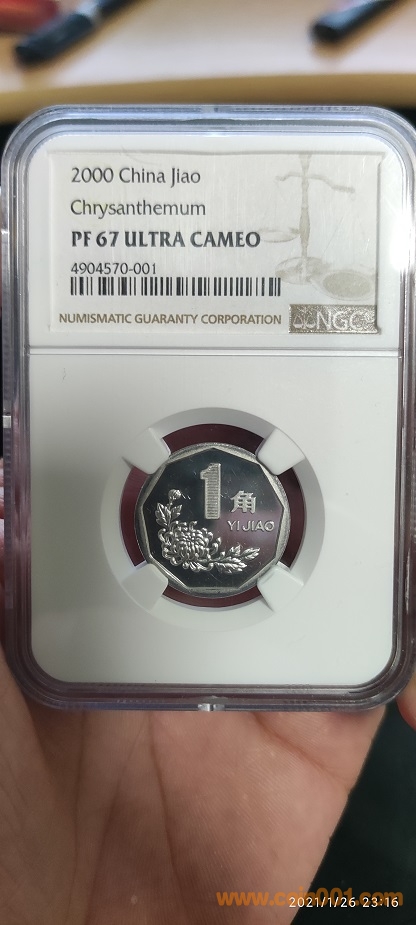 2000 China Jiao
Chrysanthemum
PF 67 ULTRA CAMEO
4904570-001
NUMISMATIC GUARANTY CORPORATION
NGC
1 角
YI JIAO
2021/1/26 23:16
www.coin001.com